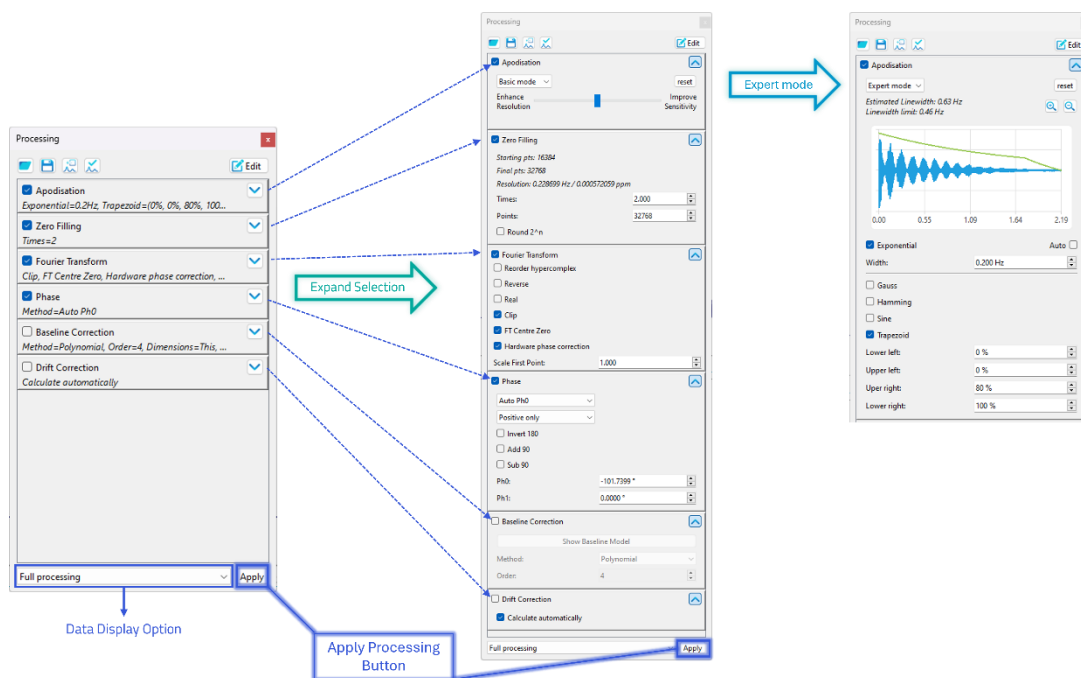 Processing
x
Edit
Apodisation
Exponential=0.2Hz, Trapezoid=(0%, 0%, 80%, 100...
Zero Filling
Times=2
Fourier Transform
Clip, FT Centre Zero, Hardware phase correction, ...
Phase
Method=Auto Ph0
Baseline Correction
Method=Polynomial, Order=4, Dimensions=This, ...
Drift Correction
Calculate automatically
Full processing
Apply
Data Display Option
Apply Processing
Button
Expand Selection
Processing
Edit
Apodisation
Basic mode
reset
Enhance
Resolution
Improve
Sensitivity
Zero Filling
Starting pts: 16384
Final pts: 32768
Resolution: 0.228699 Hz / 0.000572059 ppm
Times: 2.000
Points: 32768
Round 2^n
Fourier Transform
Reorder hypercomplex
Reverse
Real
Clip
FT Centre Zero
Hardware phase correction
Scale First Point: 1.000
Phase
Auto Ph0
Positive only
Invert 180
Add 90
Sub 90
Ph0: -101.7399 °
Ph1: 0.0000 °
Baseline Correction
Show Baseline Model
Method: Polynomial
Order: 4
Drift Correction
Calculate automatically
Full processing
Apply
Expert mode
Processing
Edit
Apodisation
Expert mode
reset
Estimated Linewidth: 0.63 Hz
Linewidth limit: 0.46 Hz
0.00 0.55 1.09 1.64 2.19
Exponential Auto
Width: 0.200 Hz
Gauss
Hamming
Sine
Trapezoid
Lower left: 0 %
Upper left: 0 %
Uper right: 80 %
Lower right: 100 %